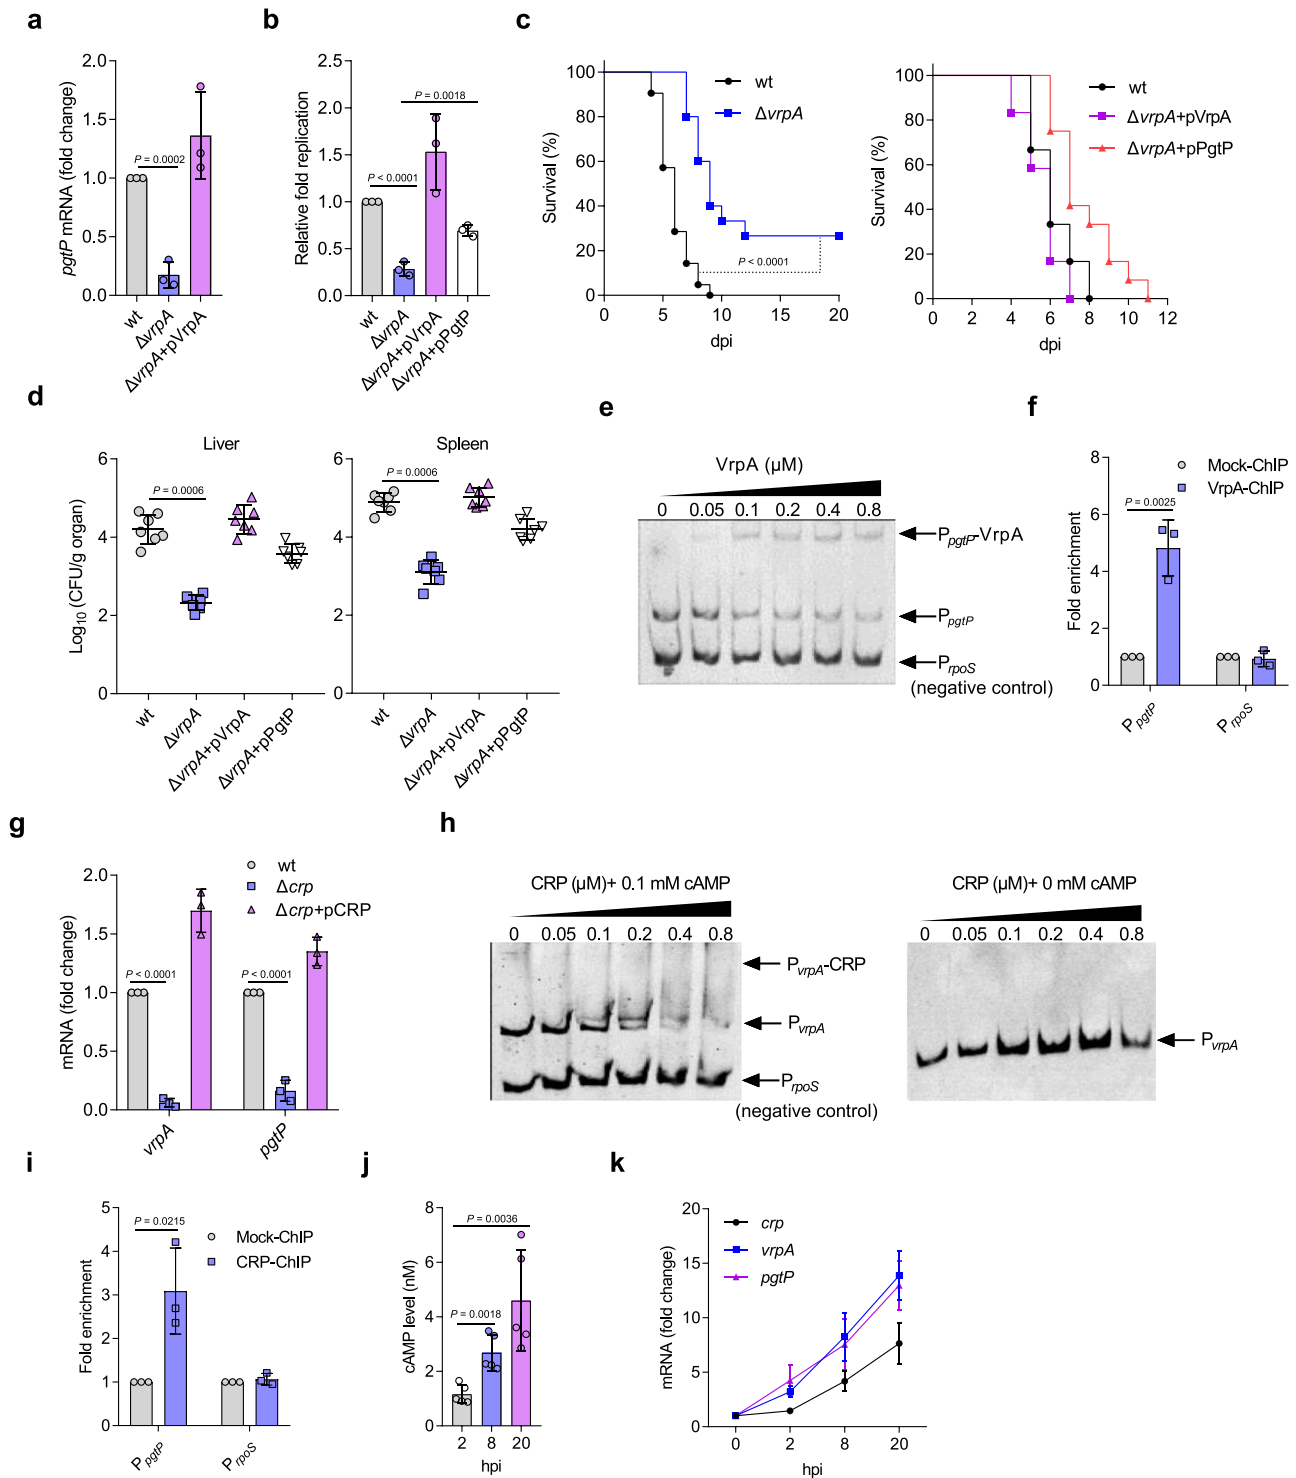 a
pgtP mRNA (fold change)
2.0
1.5
1.0
0.5
0.0
P = 0.0002
wt
ΔvrpA
ΔvrpA+pVrpA
b
Relative fold replication
2.5
2.0
1.5
1.0
0.5
0.0
P = 0.0018
P < 0.0001
wt
ΔvrpA
ΔvrpA+pVrpA
ΔvrpA+pPgtP
c
Survival (%)
100
80
60
40
20
0
0 5 10 15 20
dpi
wt
ΔvrpA
P < 0.0001
Survival (%)
100
80
60
40
20
0
0 2 4 6 8 10 12
dpi
wt
ΔvrpA+pVrpA
ΔvrpA+pPgtP
d
Liver
Log10 (CFU/g organ)
6
4
2
0
P = 0.0006
wt
ΔvrpA
ΔvrpA+pVrpA
ΔvrpA+pPgtP
Spleen
6
4
2
0
P = 0.0006
wt
ΔvrpA
ΔvrpA+pVrpA
ΔvrpA+pPgtP
e
VrpA (μM)
0 0.05 0.1 0.2 0.4 0.8
PpgtP-VrpA
PpgtP
PrpoS
(negative control)
f
Fold enrichment
8
6
4
2
0
Mock-ChIP
VrpA-ChIP
P = 0.0025
PpgtP
PrpoS
g
mRNA (fold change)
2.0
1.5
1.0
0.5
0.0
wt
Δcrp
Δcrp+pCRP
P < 0.0001
P < 0.0001
vrpA
pgtP
h
CRP (μM)+ 0.1 mM cAMP
0 0.05 0.1 0.2 0.4 0.8
PvrpA-CRP
PvrpA
PrpoS
(negative control)
CRP (μM)+ 0 mM cAMP
0 0.05 0.1 0.2 0.4 0.8
PvrpA
i
Fold enrichment
5
4
3
2
1
0
P = 0.0215
Mock-ChIP
CRP-ChIP
PpgtP
PrpoS
j
cAMP level (nM)
8
6
4
2
0
P = 0.0036
P = 0.0018
2 8 20
hpi
k
mRNA (fold change)
20
15
10
5
0
crp
vrpA
pgtP
0 2 8 20
hpi